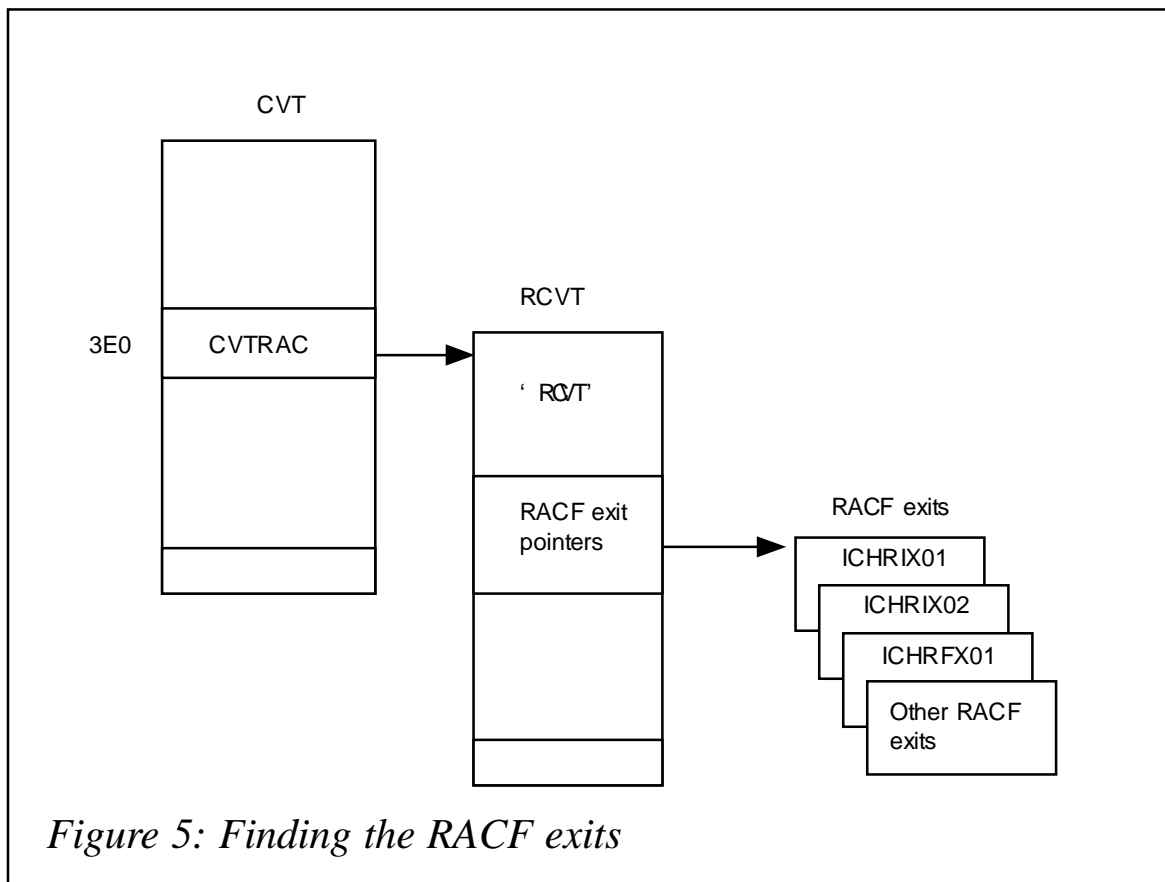 CVT
3E0
CVTRAC
RCVT
‘ RCVT’
RACF exit
pointers
RACF exits
ICHRIX01
ICHRIX02
ICHRFX01
Other RACF
exits
Figure 5: Finding the RACF exits